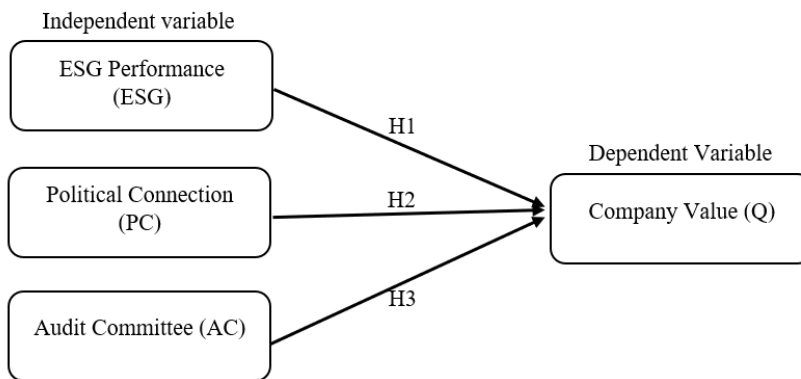 Independent variable
ESG Performance
(ESG)
H1
Dependent Variable
Political Connection
(PC)
H2
Company Value (Q)
H3
Audit Committee (AC)